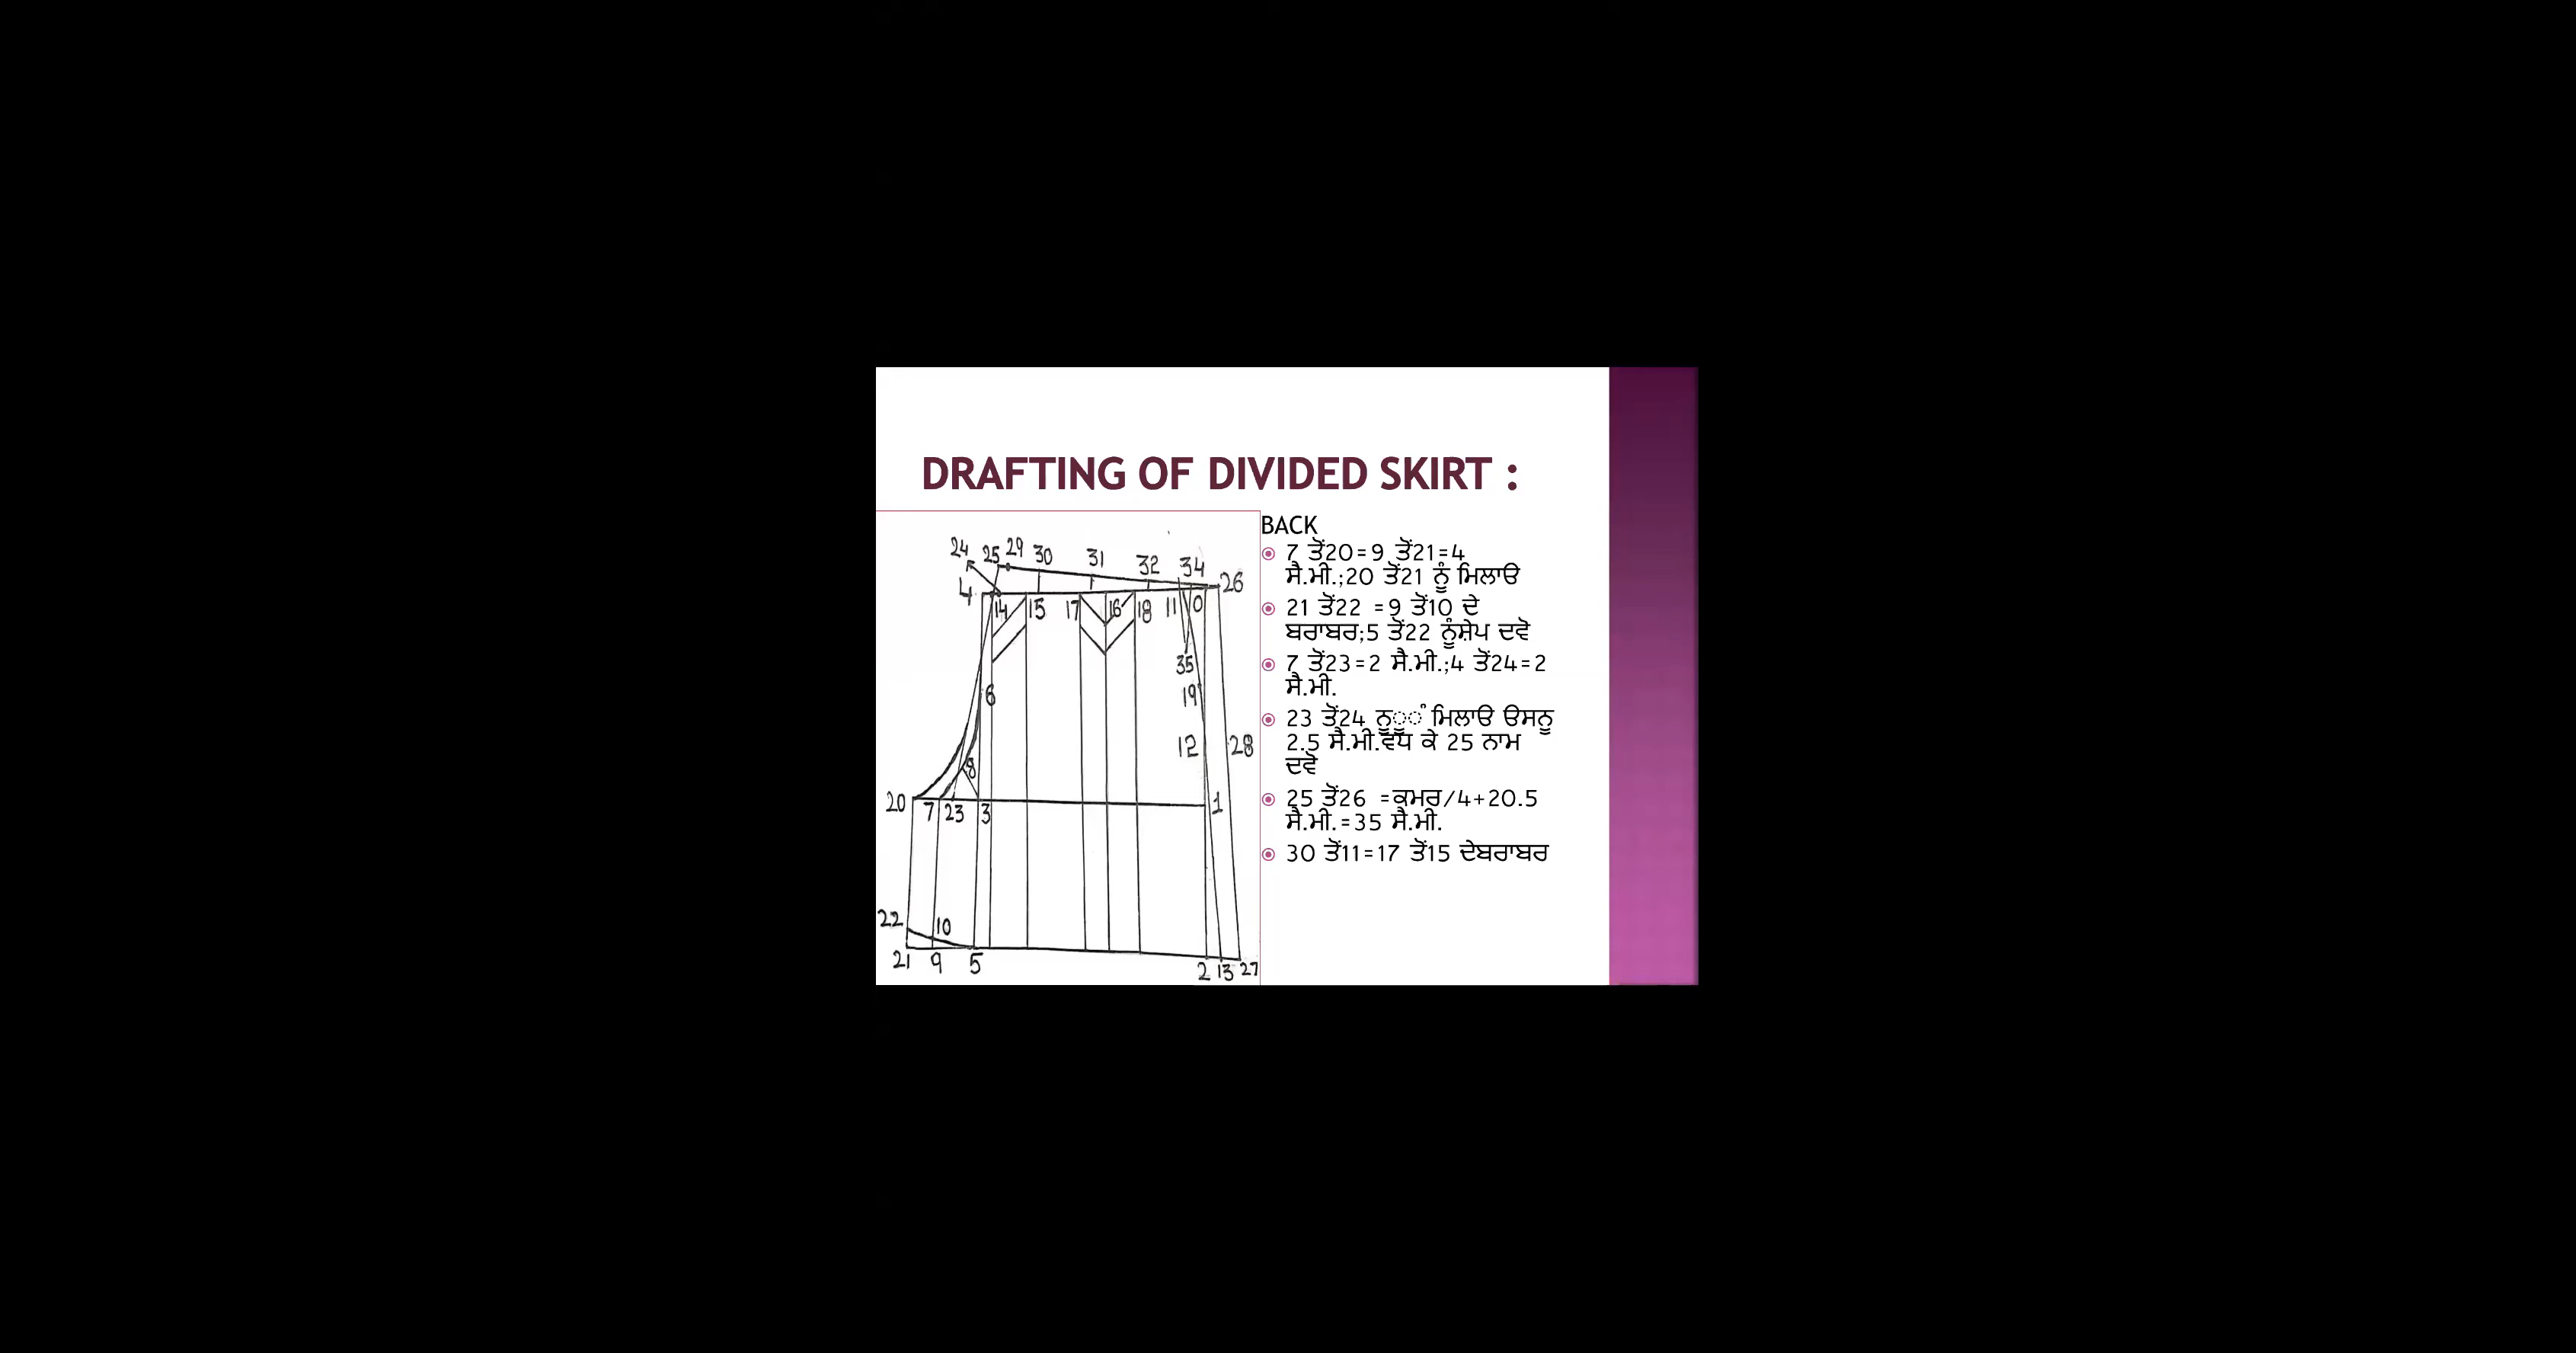 DRAFTING OF DIVIDED SKIRT :
24 25 29 30 31 32 34 26
4 14 15 17 16 18 11 0
35
6 19
12 28
8
20 7 23 3 1
22 10
21 9 5 2 13 27
BACK
7 ਤੋਂ20=9 ਤੋਂ21=4
ਸੈ.ਮੀ.;20 ਤੋਂ21 ਨੂੰ ਮਿਲਾੳ
21 ਤੋਂ22 =9 ਤੋਂ10 ਦੇ
ਬਰਾਬਰ;5 ਤੋਂ22 ਨੂੰਸ਼ੇਪ ਦਵੋ
7 ਤੋਂ23=2 ਸੈ.ਮੀ.;4 ਤੋਂ24=2
ਸੈ.ਮੀ.
23 ਤੋਂ24 ਨੂੂੰ ਮਿਲਾੳ ੳਸਨੂ
2.5 ਸੈ.ਮੀ.ਵਧ ਕੇ 25 ਨਾਮ
ਦਵੋ
25 ਤੋਂ26 =ਕਮਰ/4+20.5
ਸੈ.ਮੀ.=35 ਸੈ.ਮੀ.
30 ਤੋਂ11=17 ਤੋਂ15 ਦੇਬਰਾਬਰ